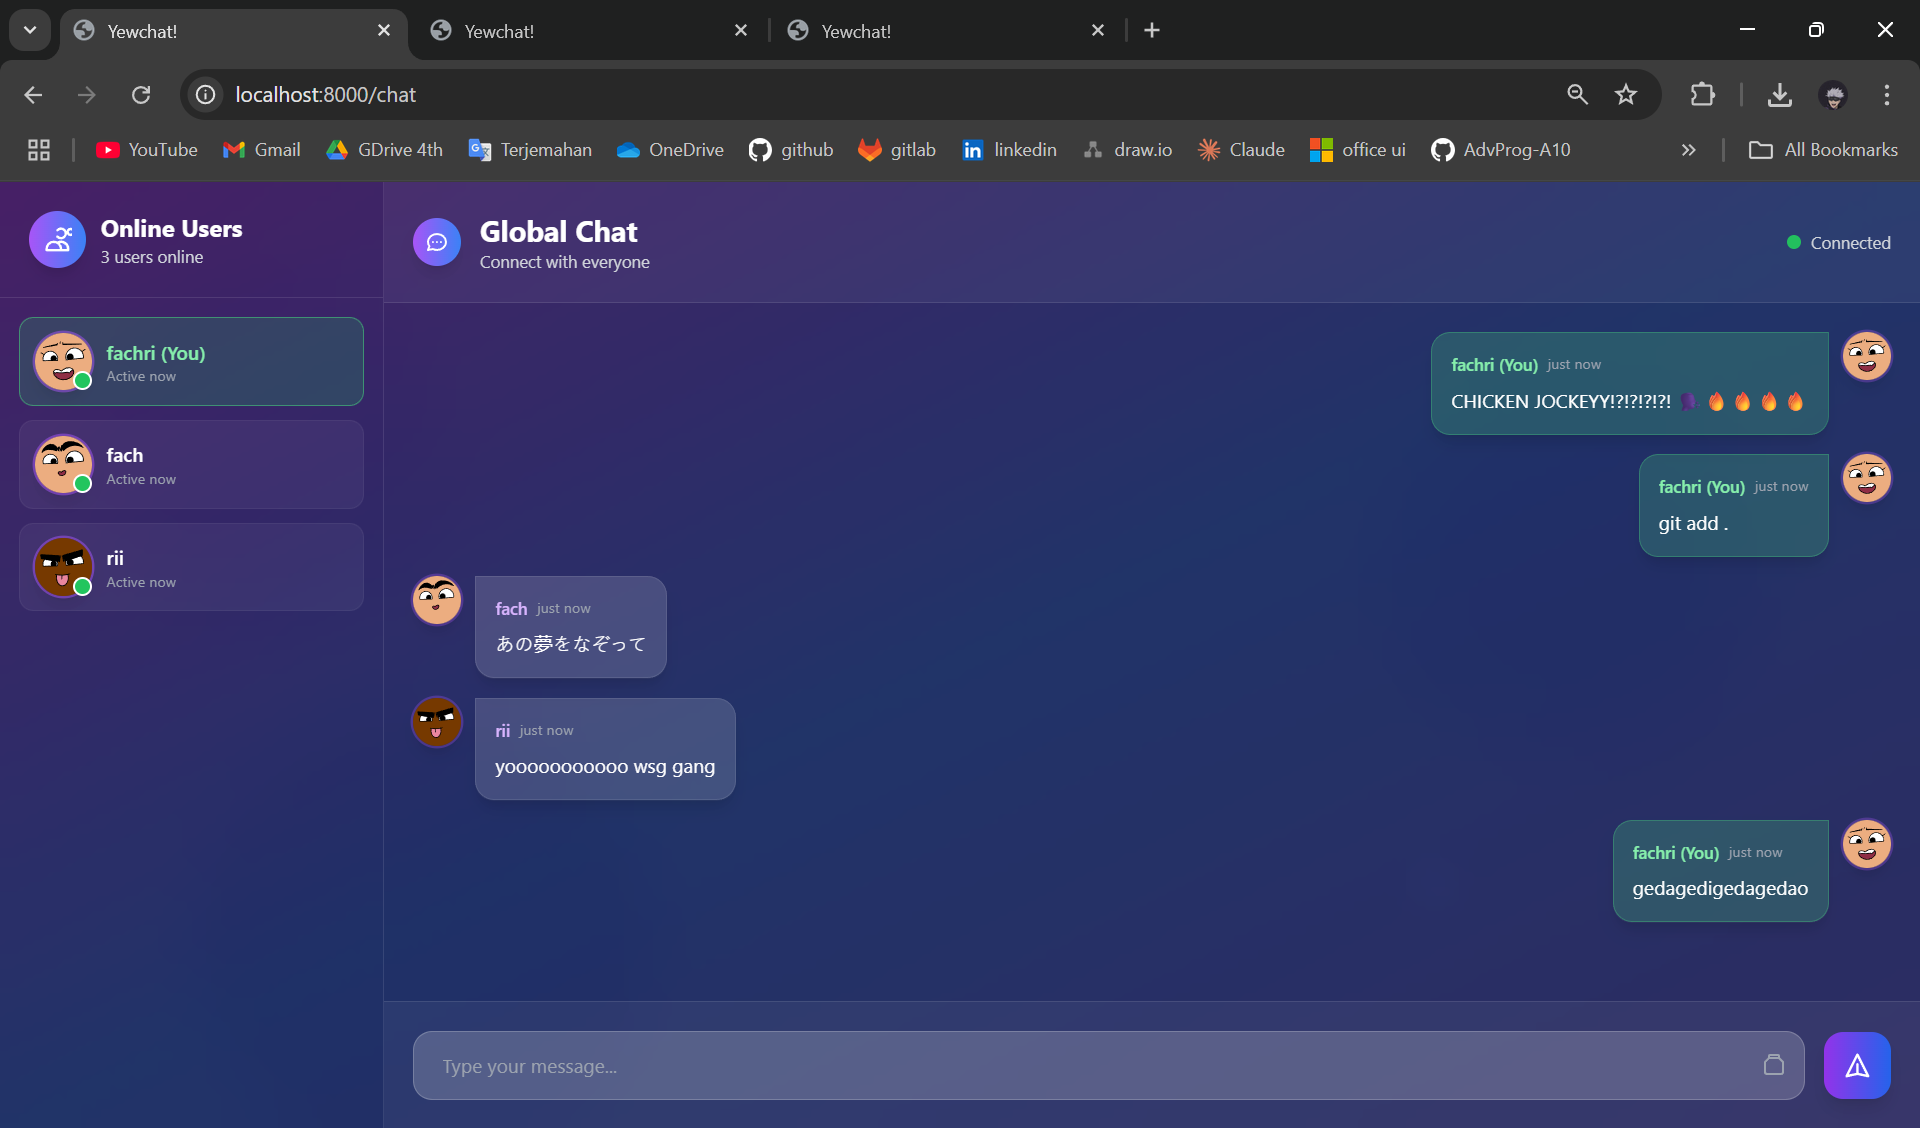 Yewchat!
Yewchat!
Yewchat!
localhost:8000/chat
YouTube
Gmail
GDrive 4th
Terjemahan
OneDrive
github
gitlab
linkedin
draw.io
Claude
office ui
AdvProg-A10
All Bookmarks
Online Users
3 users online
fachri (You)
Active now
fach
Active now
rii
Active now
Global Chat
Connect with everyone
Connected
fachri (You) just now
CHICKEN JOCKEYY!?!?!?!?! 🗣️ 🔥 🔥 🔥 🔥
fachri (You) just now
git add .
fach just now
あの夢をなぞって
rii just now
yooooooooooo wsg gang
fachri (You) just now
gedagedigedagedao
Type your message...